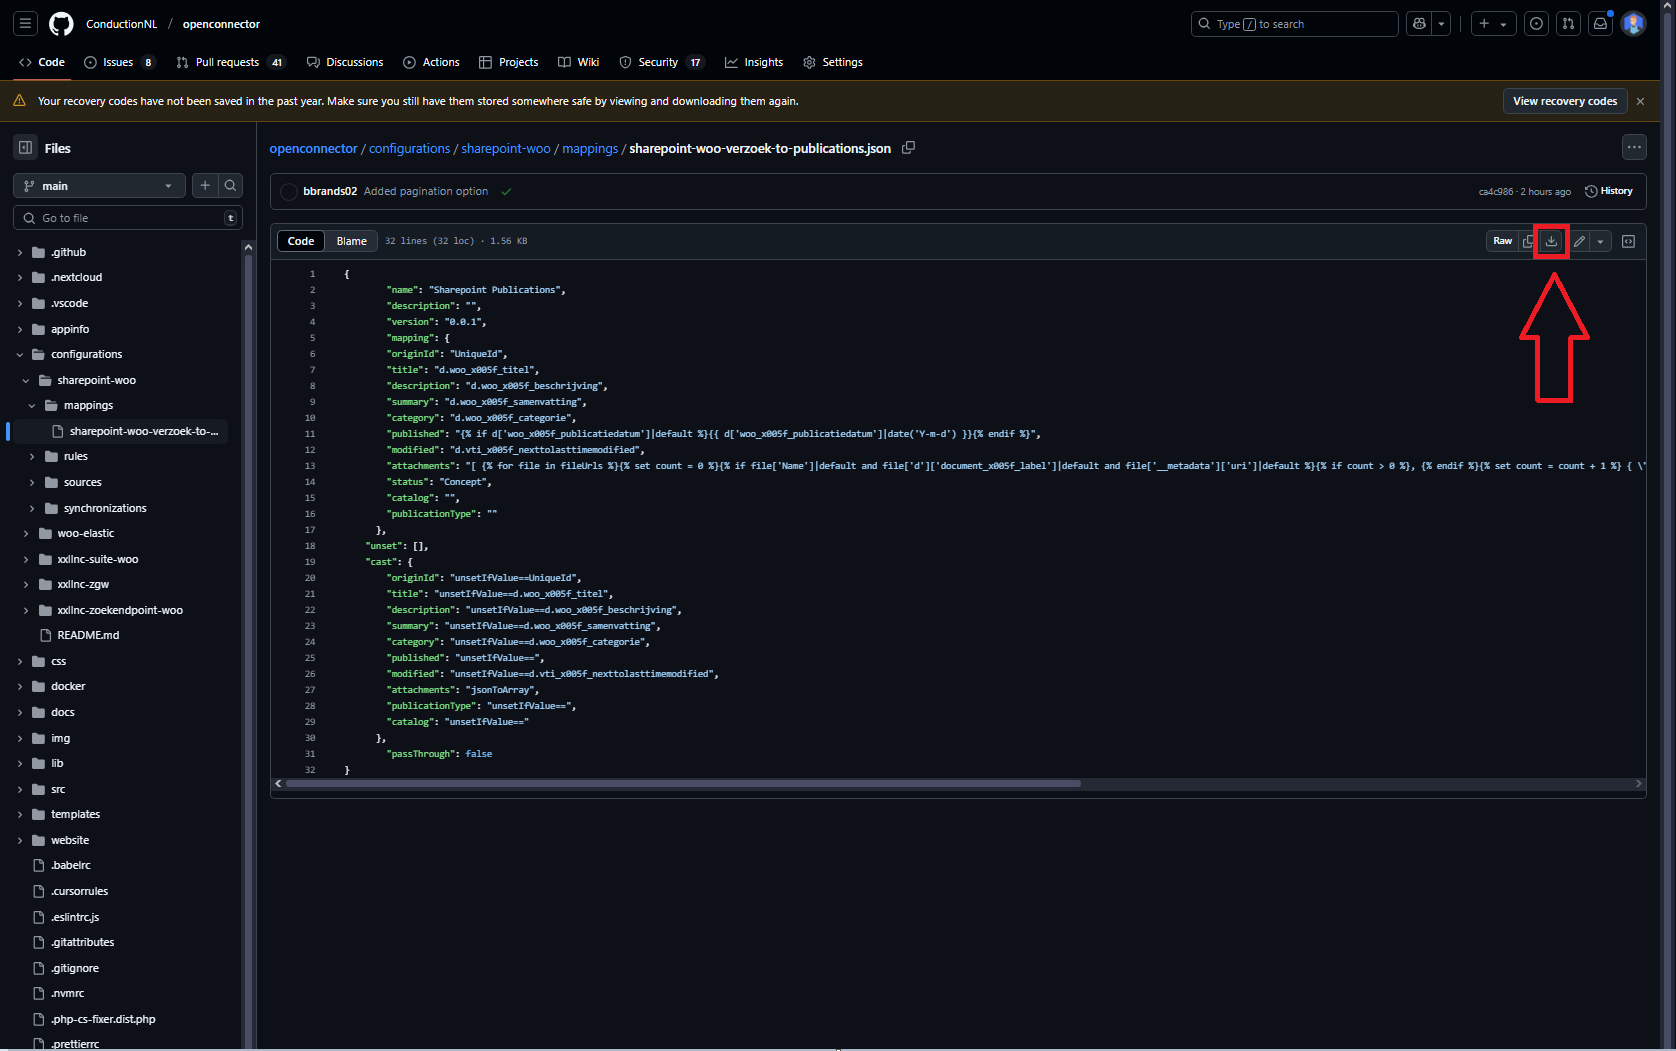 ConductionNL / openconnector
Type / to search
Code
Issues 8
Pull requests 41
Discussions
Actions
Projects
Wiki
Security 17
Insights
Settings
Your recovery codes have not been saved in the past year. Make sure you still have them stored somewhere safe by viewing and downloading them again.
View recovery codes
Files
main
Go to file
t
.github
.nextcloud
.vscode
appinfo
configurations
sharepoint-woo
mappings
sharepoint-woo-verzoek-to-...
rules
sources
synchronizations
woo-elastic
xxllnc-suite-woo
xxllnc-zgw
xxllnc-zoekendpoint-woo
README.md
css
docker
docs
img
lib
src
templates
website
.babelrc
.cursorrules
.eslintrc.js
.gitattributes
.gitignore
.nvmrc
.php-cs-fixer.dist.php
.prettierrc
openconnector / configurations / sharepoint-woo / mappings / sharepoint-woo-verzoek-to-publications.json
bbrands02 Added pagination option
ca4c986 · 2 hours ago
History
Code Blame 32 lines (32 loc) · 1.56 KB
Raw
1 {
2 "name": "Sharepoint Publications",
3 "description": "",
4 "version": "0.0.1",
5 "mapping": {
6 "originId": "UniqueId",
7 "title": "d.woo_x005f_titel",
8 "description": "d.woo_x005f_beschrijving",
9 "summary": "d.woo_x005f_samenvatting",
10 "category": "d.woo_x005f_categorie",
11 "published": "{% if d['woo_x005f_publicatiedatum']|default %}{{ d['woo_x005f_publicatiedatum']|date('Y-m-d') }}{% endif %}",
12 "modified": "d.vti_x005f_nexttolasttimemodified",
13 "attachments": "[ {% for file in fileUrls %}{% set count = 0 %}{% if file['Name']|default and file['d']['document_x005f_label']|default and file['__metadata']['uri']|default %}{% if count > 0 %}, {% endif %}{% set count = count + 1 %} { \"
14 "status": "Concept",
15 "catalog": "",
16 "publicationType": ""
17 },
18 "unset": [],
19 "cast": {
20 "originId": "unsetIfValue==UniqueId",
21 "title": "unsetIfValue==d.woo_x005f_titel",
22 "description": "unsetIfValue==d.woo_x005f_beschrijving",
23 "summary": "unsetIfValue==d.woo_x005f_samenvatting",
24 "category": "unsetIfValue==d.woo_x005f_categorie",
25 "published": "unsetIfValue==",
26 "modified": "unsetIfValue==d.vti_x005f_nexttolasttimemodified",
27 "attachments": "jsonToArray",
28 "publicationType": "unsetIfValue==",
29 "catalog": "unsetIfValue=="
30 },
31 "passThrough": false
32 }